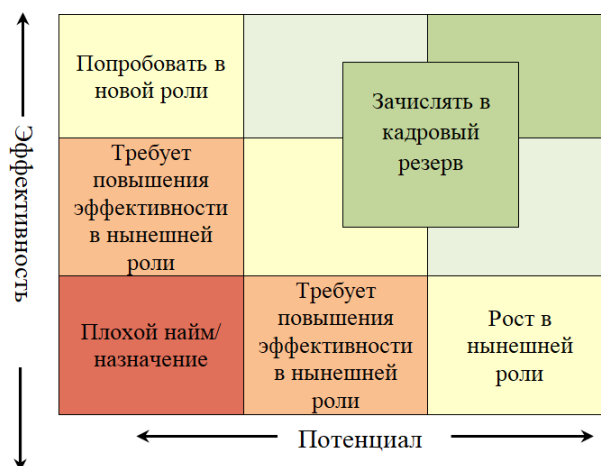 Эффективность
Попробовать в
новой роли
Зачислять в
кадровый
резерв
Требует
повышения
эффективности
в нынешней
роли
Плохой найм/
назначение
Требует
повышения
эффективности
в нынешней
роли
Рост в
нынешней
роли
Потенциал